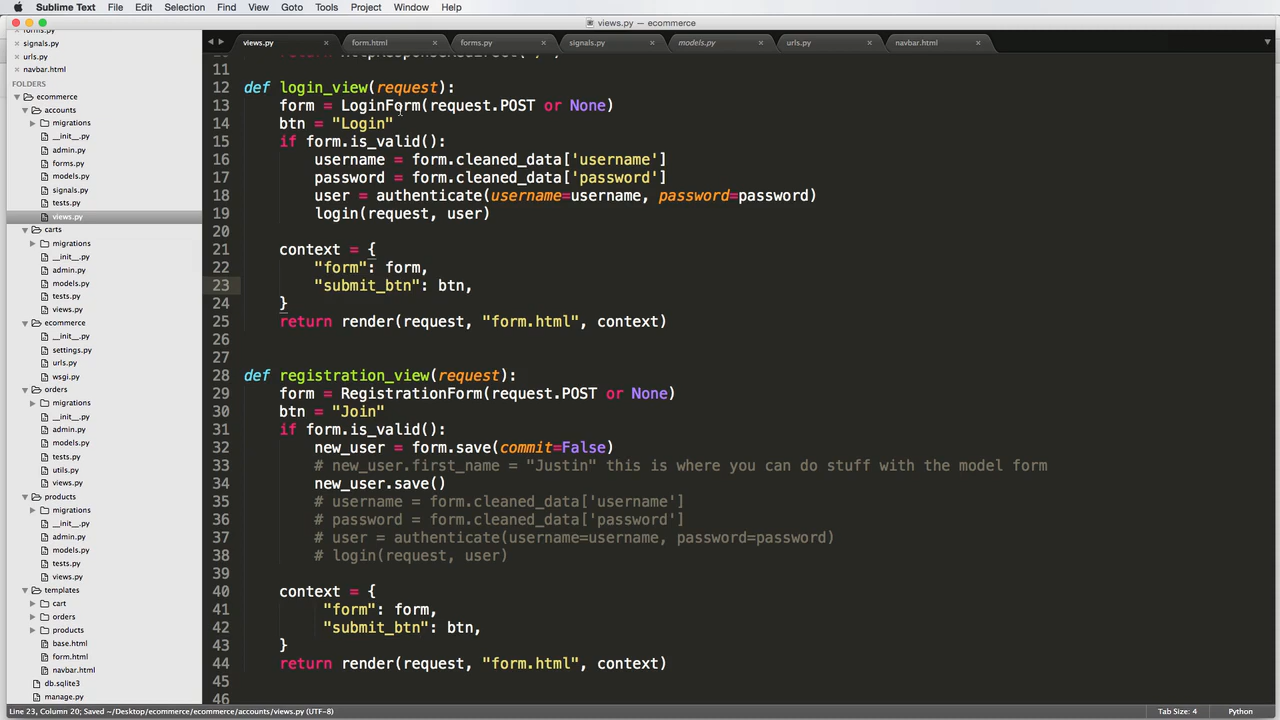 Sublime Text File Edit Selection Find View Goto Tools Project Window Help
views.py — ecommerce
signals.py
urls.py
navbar.html
FOLDERS
ecommerce
accounts
migrations
__init__.py
admin.py
forms.py
models.py
signals.py
tests.py
views.py
carts
migrations
__init__.py
admin.py
models.py
tests.py
views.py
ecommerce
__init__.py
settings.py
urls.py
wsgi.py
orders
migrations
__init__.py
admin.py
models.py
tests.py
utils.py
views.py
products
migrations
__init__.py
admin.py
models.py
tests.py
views.py
templates
cart
orders
products
base.html
form.html
navbar.html
db.sqlite3
manage.py
views.py form.html forms.py signals.py models.py urls.py navbar.html
11
12 def login_view(request):
13 form = LoginForm(request.POST or None)
14 btn = "Login"
15 if form.is_valid():
16 username = form.cleaned_data['username']
17 password = form.cleaned_data['password']
18 user = authenticate(username=username, password=password)
19 login(request, user)
20
21 context = {
22 "form": form,
23 "submit_btn": btn,
24 }
25 return render(request, "form.html", context)
26
27
28 def registration_view(request):
29 form = RegistrationForm(request.POST or None)
30 btn = "Join"
31 if form.is_valid():
32 new_user = form.save(commit=False)
33 # new_user.first_name = "Justin" this is where you can do stuff with the model form
34 new_user.save()
35 # username = form.cleaned_data['username']
36 # password = form.cleaned_data['password']
37 # user = authenticate(username=username, password=password)
38 # login(request, user)
39
40 context = {
41 "form": form,
42 "submit_btn": btn,
43 }
44 return render(request, "form.html", context)
45
46
Line 23, Column 20; Saved ~/Desktop/ecommerce/ecommerce/accounts/views.py (UTF-8) Tab Size: 4 Python